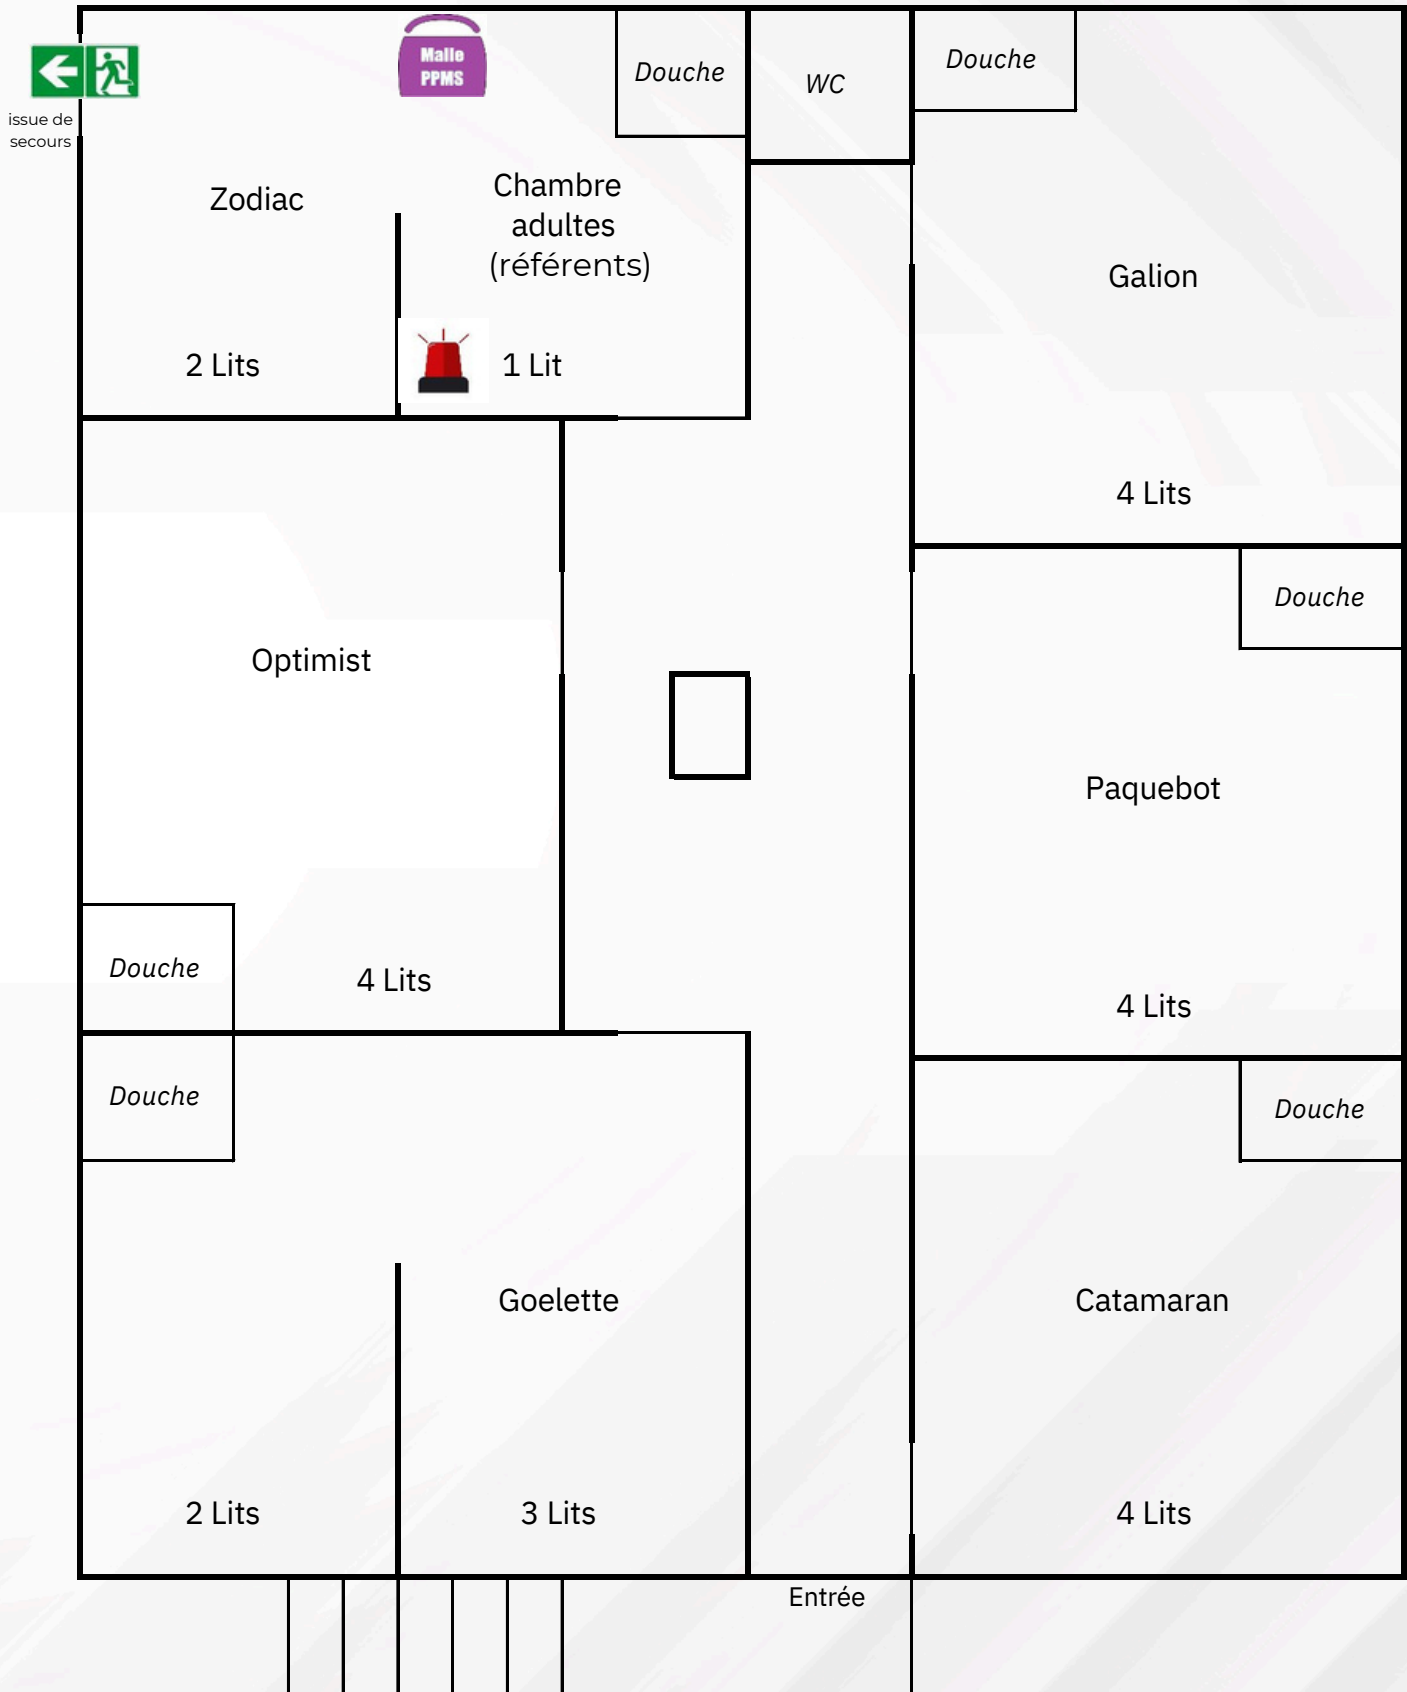 Malle
PPMS
Douche
WC
Douche
issue de
secours
Zodiac
Chambre
adultes
(référents)
Galion
2 Lits
1 Lit
4 Lits
Douche
Optimist
Paquebot
Douche
4 Lits
4 Lits
Douche
Douche
Goelette
Catamaran
2 Lits
3 Lits
4 Lits
Entrée